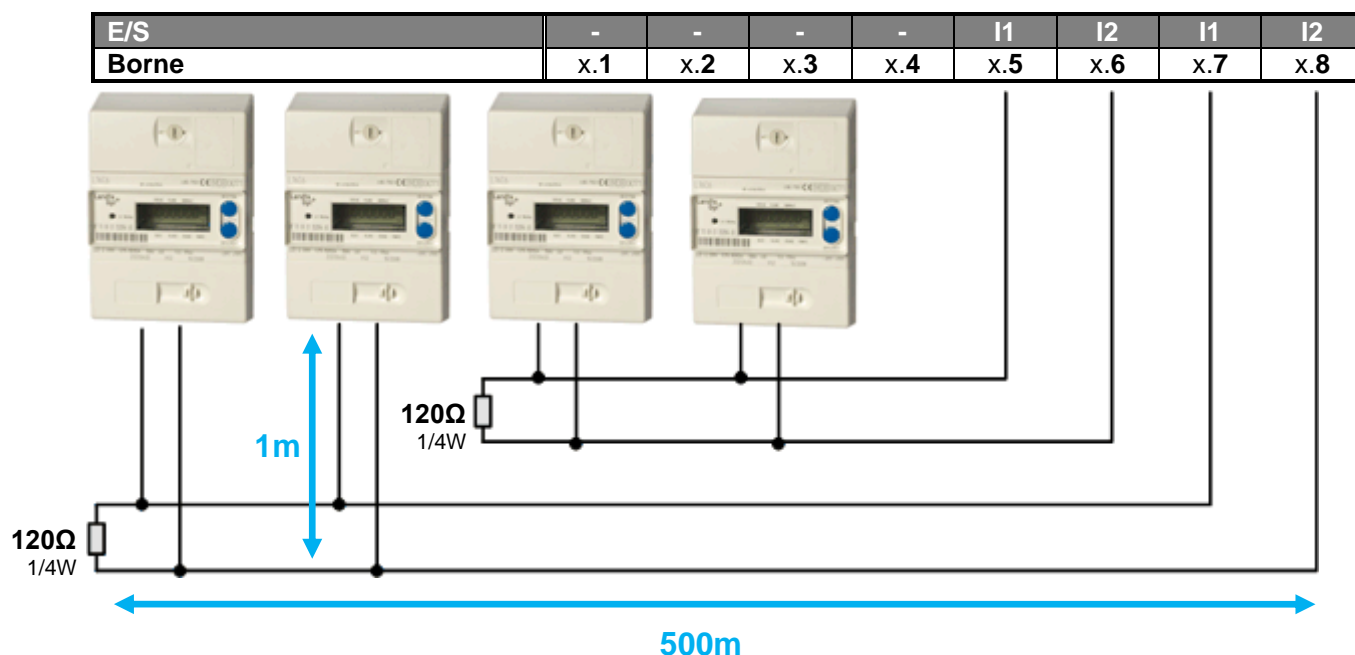 E/S - - - - I1 I2 I1 I2
Borne x.1 x.2 x.3 x.4 x.5 x.6 x.7 x.8
120Ω
1/4W
1m
120Ω
1/4W
500m